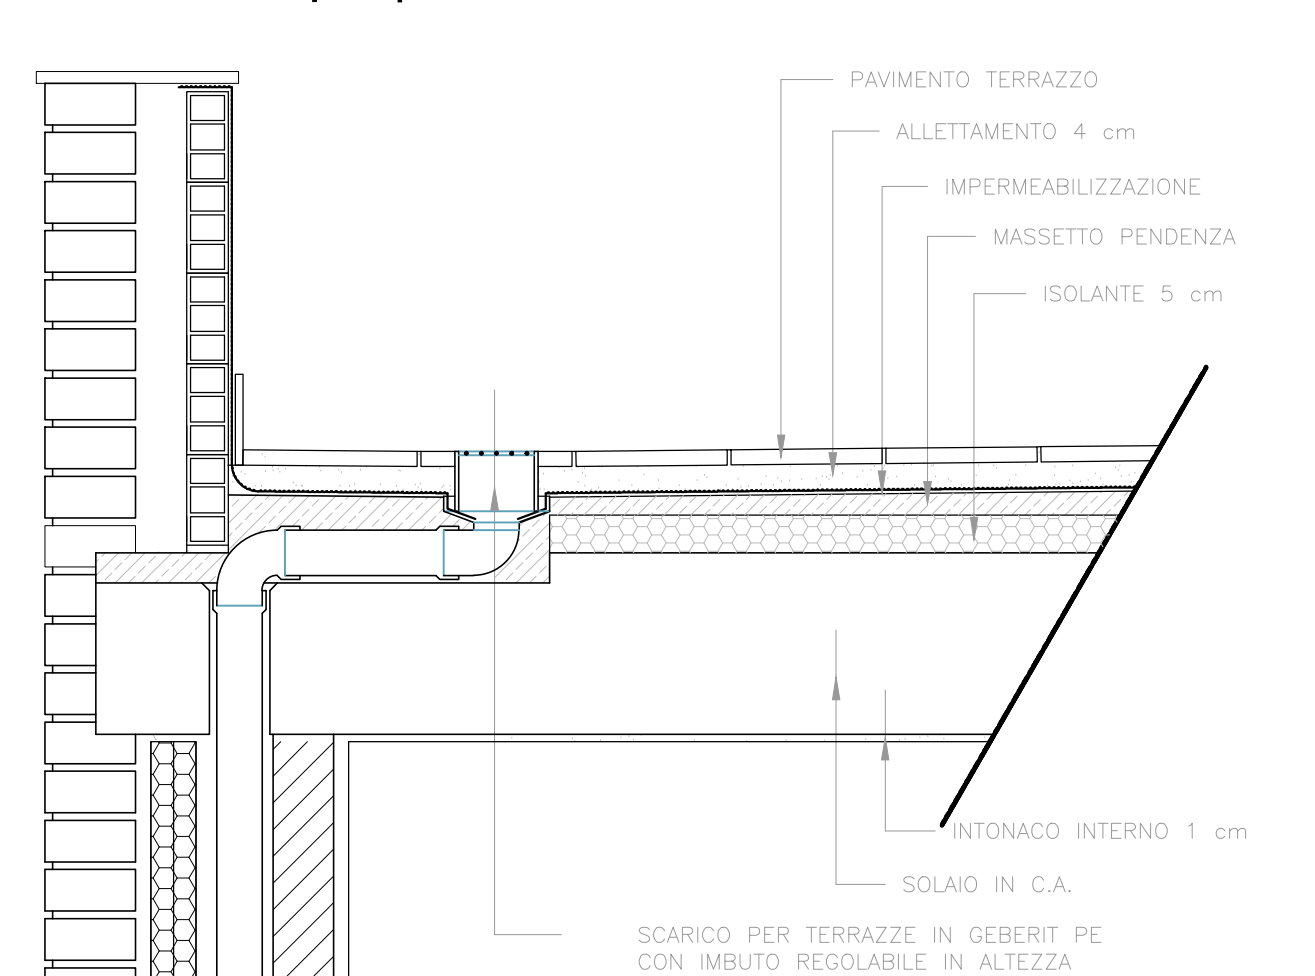 PAVIMENTO TERRAZZO
ALLETTAMENTO 4 cm
IMPERMEABILIZZAZIONE
MASSETTO PENDENZA
ISOLANTE 5 cm
INTONACO INTERNO 1 cm
SOLAIO IN C.A.
SCARICO PER TERRAZZE IN GEBERIT PE
CON IMBUTO REGOLABILE IN ALTEZZA